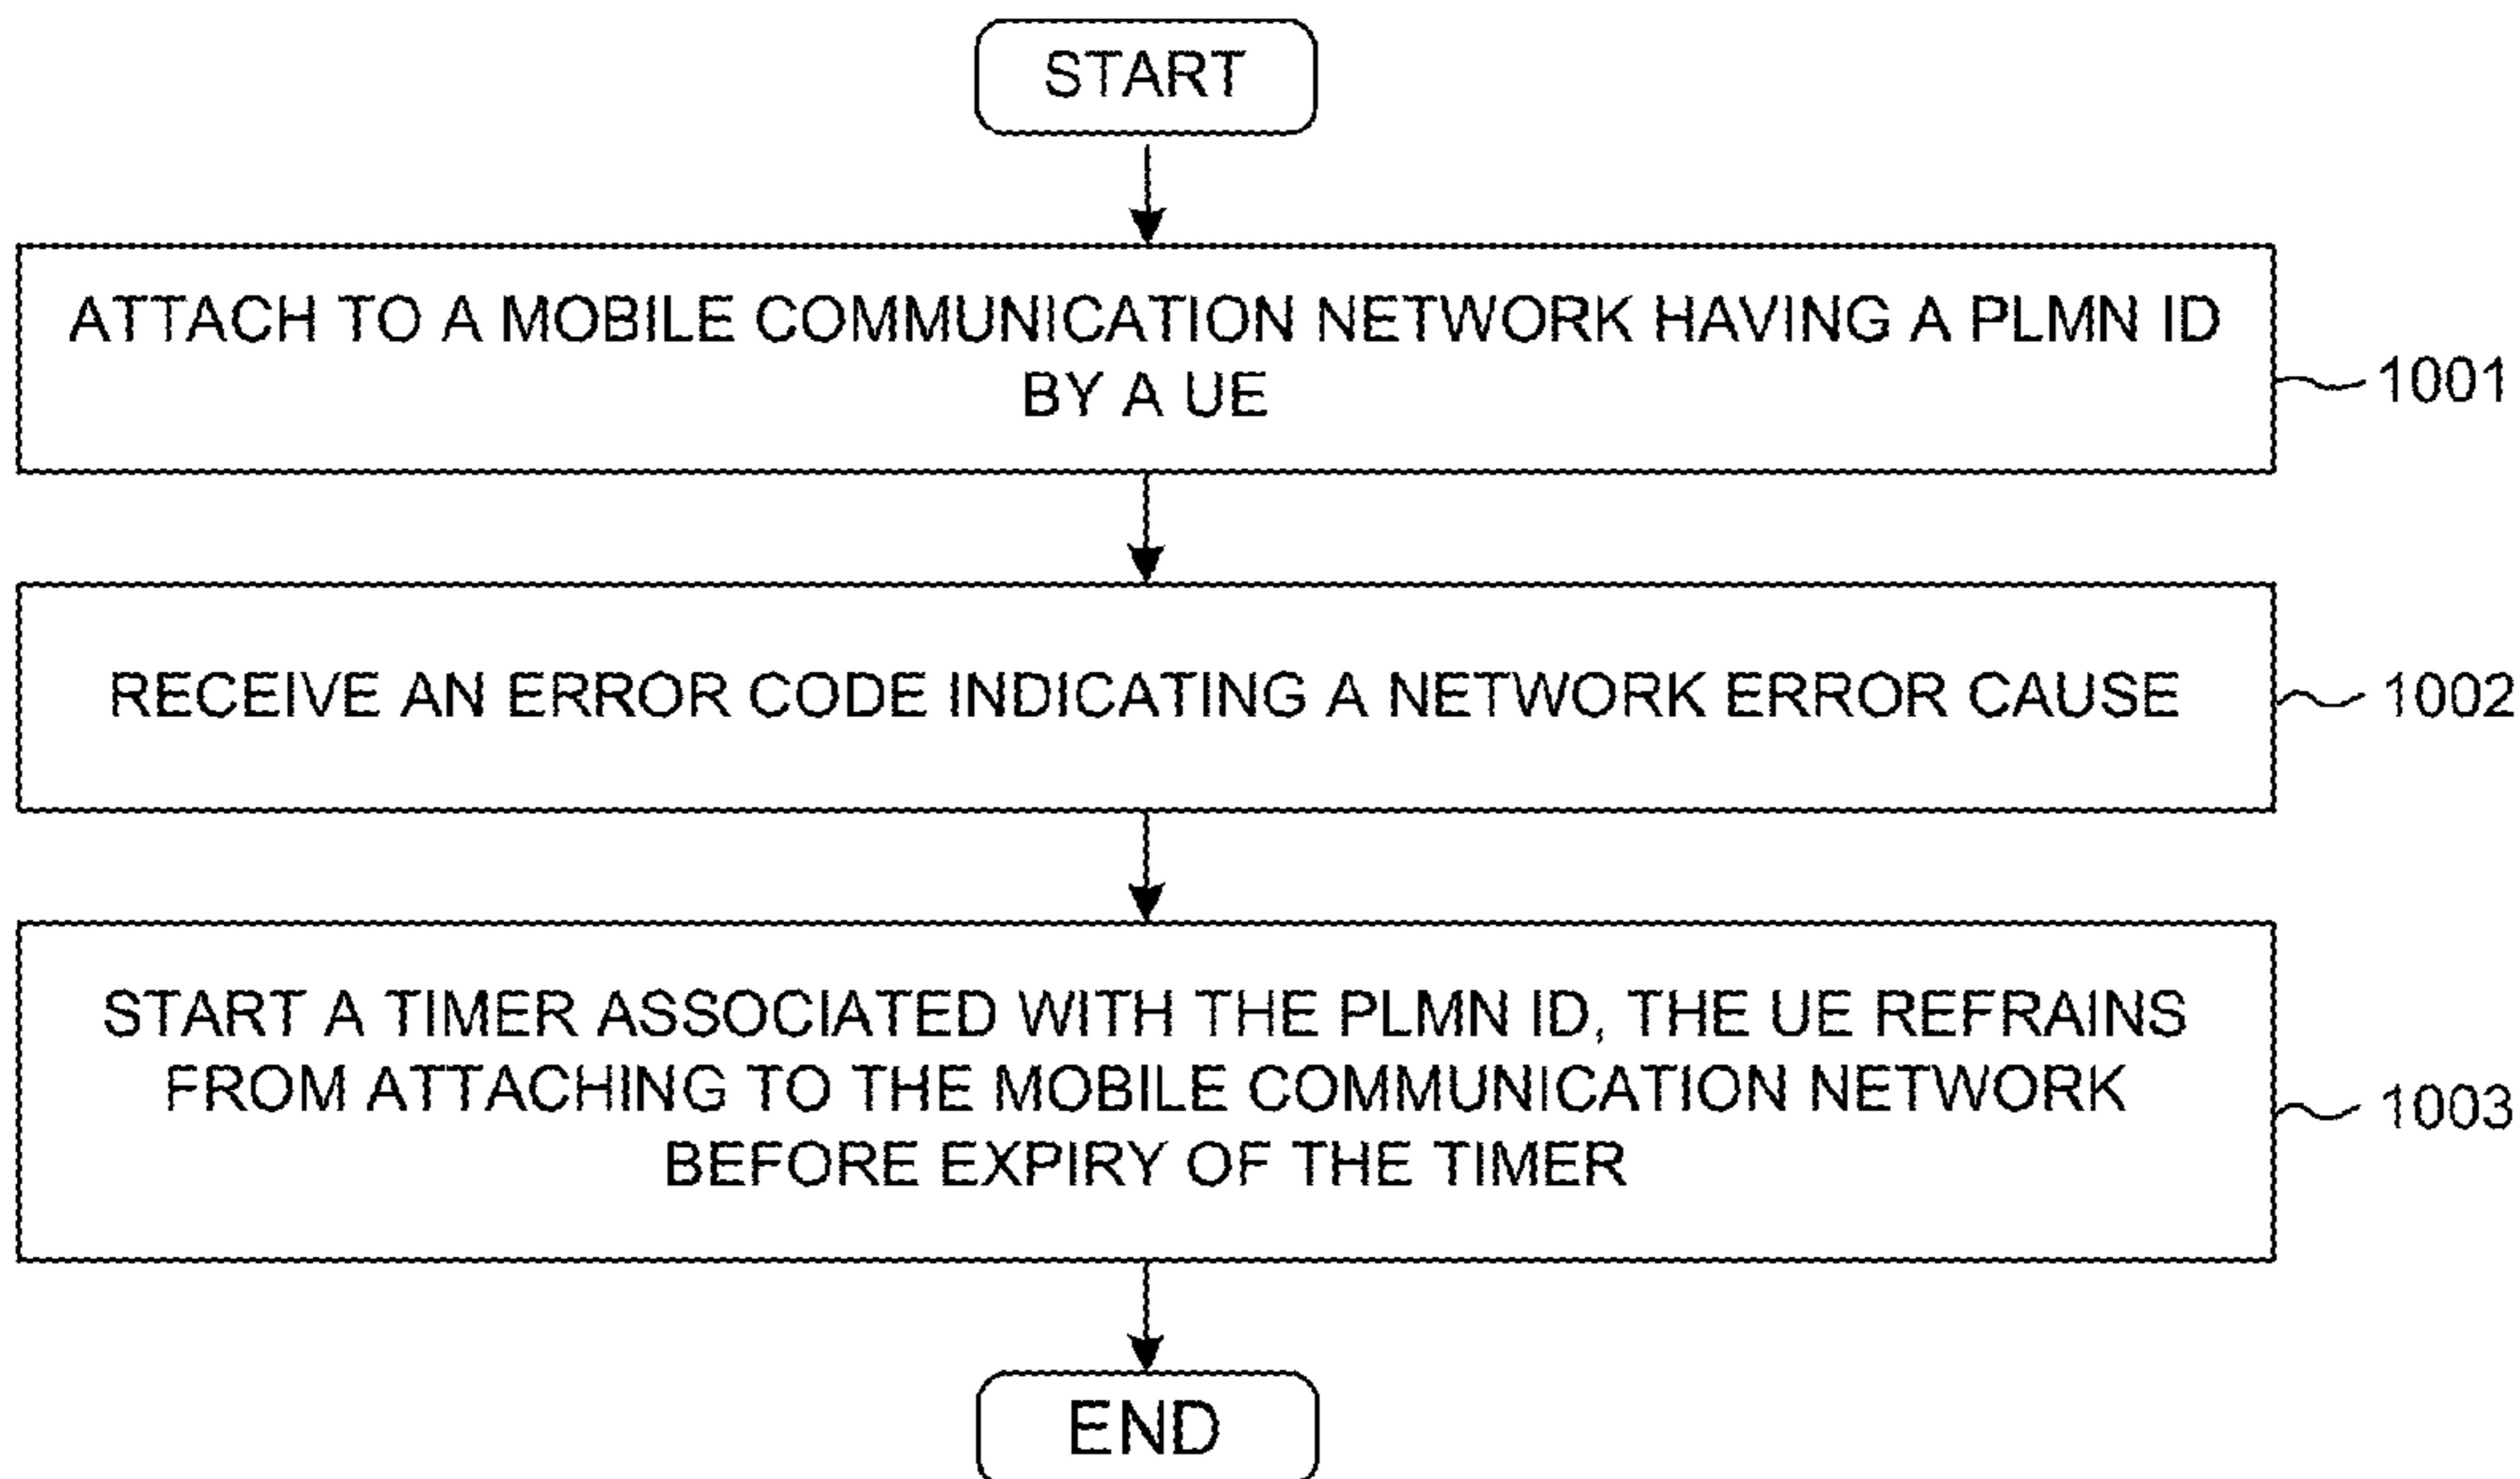 START
ATTACH TO A MOBILE COMMUNICATION NETWORK HAVING A PLMN ID
BY A UE
1001
RECEIVE AN ERROR CODE INDICATING A NETWORK ERROR CAUSE
1002
START A TIMER ASSOCIATED WITH THE PLMN ID, THE UE REFRAINS
FROM ATTACHING TO THE MOBILE COMMUNICATION NETWORK
BEFORE EXPIRY OF THE TIMER
1003
END